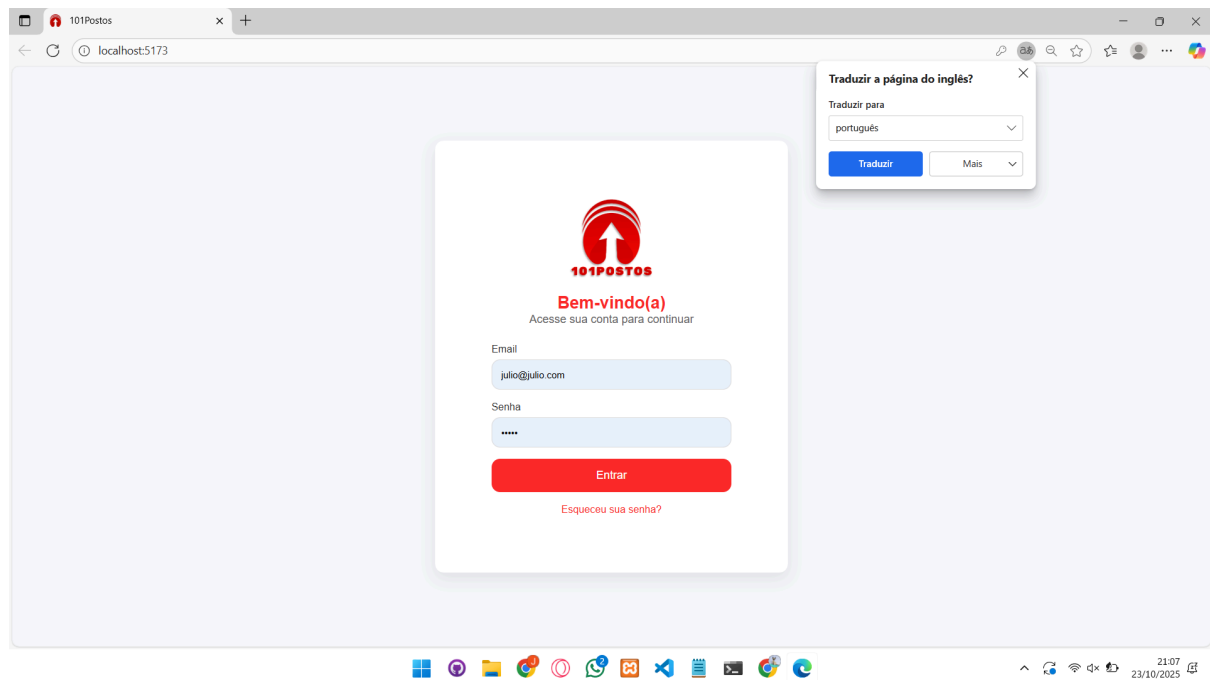 101Postos
localhost:5173
Traduzir a página do inglês?
Traduzir para
português
Traduzir
Mais
101POSTOS
Bem-vindo(a)
Acesse sua conta para continuar
Email
julio@julio.com
Senha
•••••
Entrar
Esqueceu sua senha?
2
21:07
23/10/2025